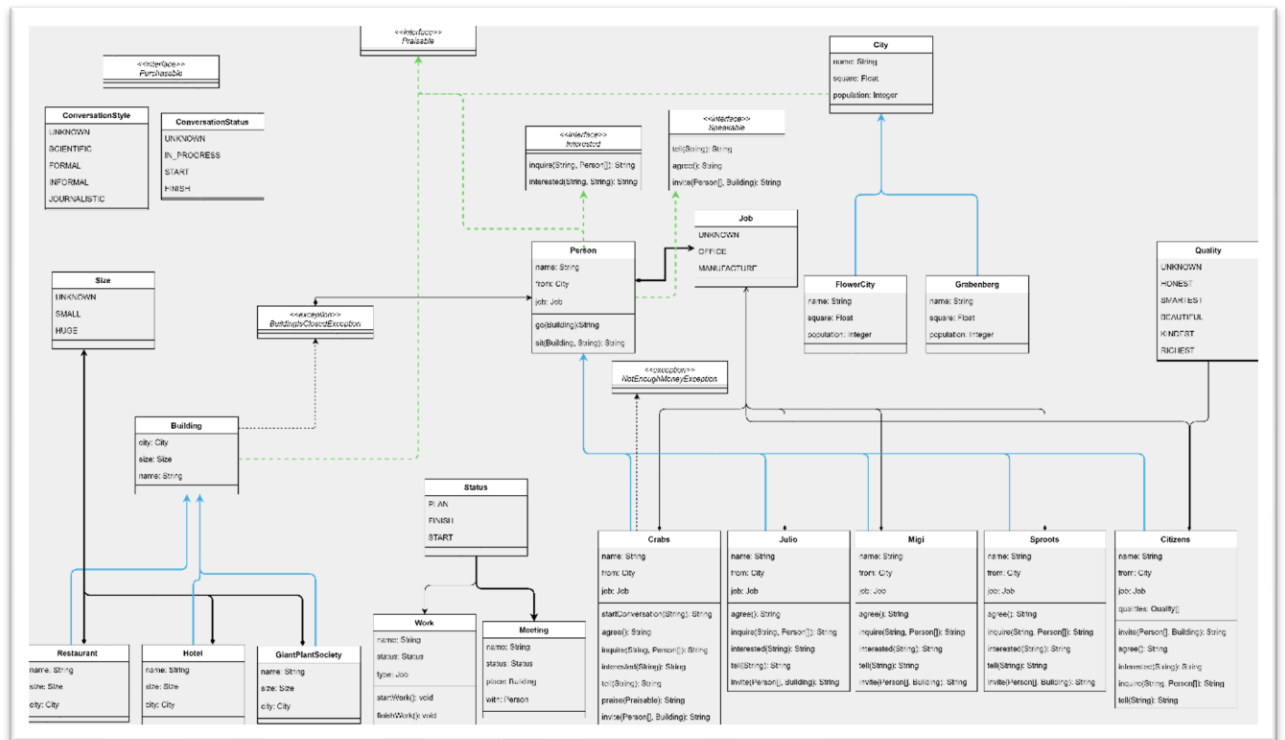 <<interface>>
Praisable
<<interface>>
Purchasable
City
name: String
square: Float
population: Integer
ConversationStyle
UNKNOWN
SCIENTIFIC
FORMAL
INFORMAL
JOURNALISTIC
ConversationStatus
UNKNOWN
IN_PROGRESS
START
FINISH
<<interface>>
Interested
inquire(String, Person[]): String
interested(String, String): String
<<interface>>
Speakable
tell(String): String
agree(): String
invite(Person[], Building): String
Job
UNKNOWN
OFFICE
MANUFACTURE
Person
name: String
from: City
job: Job
go(Building):String
sit(Building, String): String
Quality
UNKNOWN
HONEST
SMARTEST
BEAUTIFUL
KINDEST
RICHEST
Size
UNKNOWN
SMALL
HUGE
FlowerCity
name: String
square: Float
population: Integer
Grabenberg
name: String
square: Float
population: Integer
<<exception>>
BuildingIsClosedException
<<exception>>
NotEnoughMoneyException
Building
city: City
size: Size
name: String
Status
PLAN
FINISH
START
Crabs
name: String
from: City
job: Job
startConversation(String): String
agree(): String
inquire(String, Person[]): String
interested(String): String
tell(String): String
praise(Praisable): String
invite(Person[], Building): String
Julio
name: String
from: City
job: Job
agree(): String
inquire(String, Person[]): String
interested(String): String
tell(String): String
invite(Person[], Building): String
Migi
name: String
from: City
job: Job
agree(): String
inquire(String, Person[]): String
interested(String): String
tell(String): String
invite(Person[], Building): String
Sproots
name: String
from: City
job: Job
agree(): String
inquire(String, Person[]): String
interested(String): String
tell(String): String
invite(Person[], Building): String
Citizens
name: String
from: City
job: Job
qualities: Quality[]
invite(Person[], Building): String
agree(): String
interested(String): String
inquire(String, Person[]): String
tell(String): String
Restaurant
name: String
size: Size
city: City
Hotel
name: String
size: Size
city: City
GiantPlantSociety
name: String
size: Size
city: City
Work
name: String
status: Status
type: Job
startWork(): void
finishWork(): void
Meeting
name: String
status: Status
place: Building
with: Person